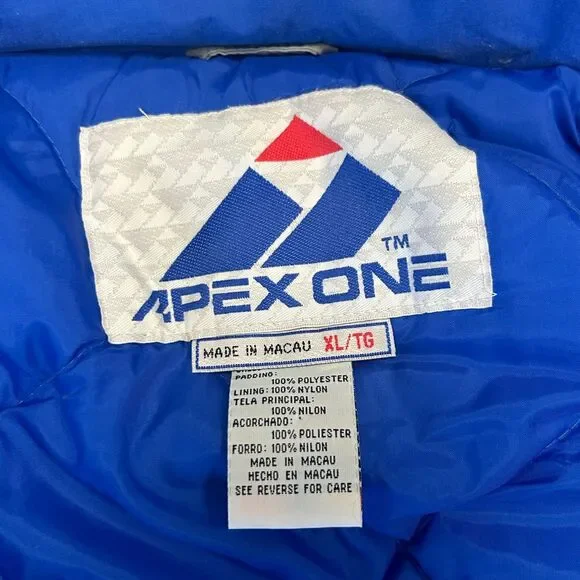 APEX ONE
TM
MADE IN MACAU XL/TG
PADDING:
100% POLYESTER
LINING: 100% NYLON
TELA PRINCIPAL:
100% NILON
ACORCHADO:
100% POLIESTER
FORRO: 100% NILON
MADE IN MACAU
HECHO EN MACAU
SEE REVERSE FOR CARE